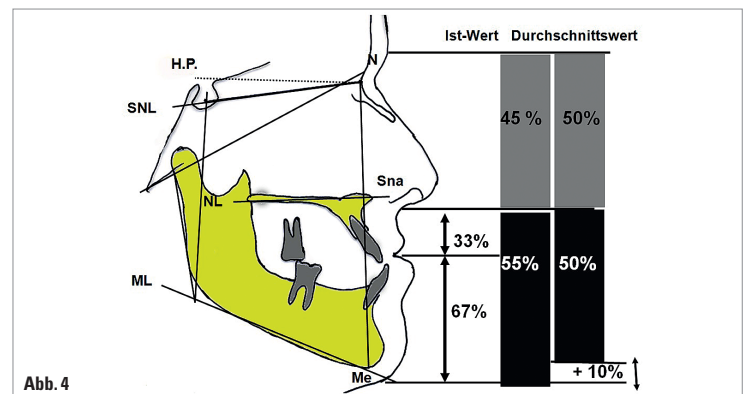 Ist-Wert Durchschnittswert
H.P.
N
SNL
45 % 50%
Sna
NL
33%
55% 50%
ML
67%
+ 10%
Me
Abb. 4